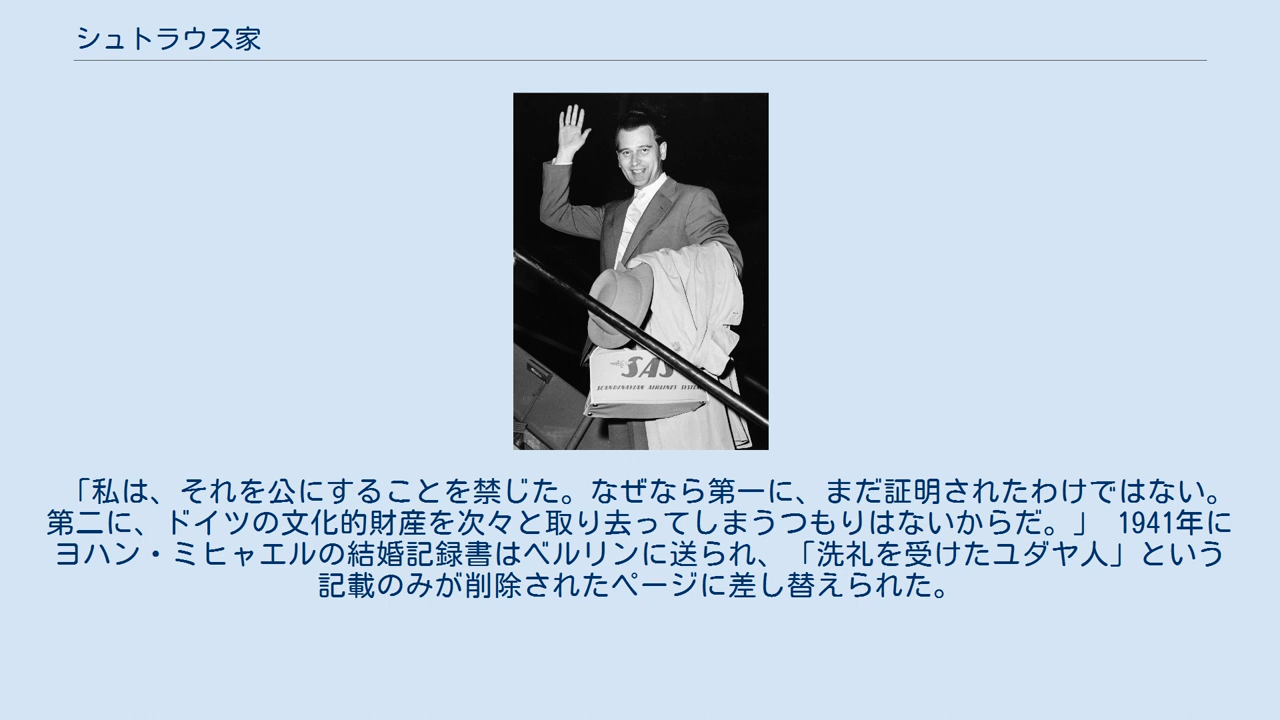 シュトラウス家
SAS
SCANDINAVIAN AIRLINES SYSTEM
「私は、それを公にすることを禁じた。なぜなら第一に、まだ証明されたわけではない。
第二に、ドイツの文化的財産を次々と取り去ってしまうつもりはないからだ。」 1941年に
ヨハン・ミヒャエルの結婚記録書はベルリンに送られ、「洗礼を受けたユダヤ人」という
記載のみが削除されたページに差し替えられた。